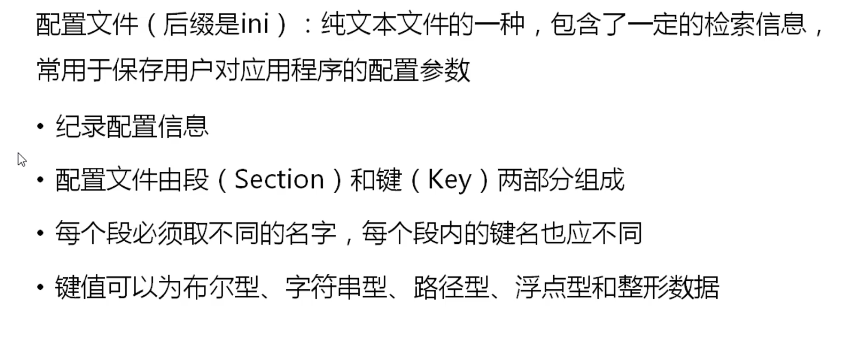 配置文件（后缀是ini）：纯文本文件的一种，包含了一定的检索信息，
常用于保存用户对应用程序的配置参数
• 纪录配置信息
• 配置文件由段（Section）和键（Key）两部分组成
• 每个段必须取不同的名字，每个段内的键名也应不同
• 键值可以为布尔型、字符串型、路径型、浮点型和整形数据